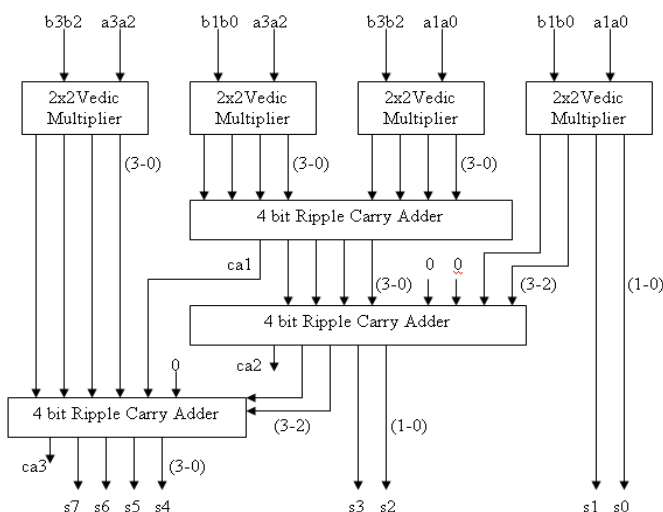 b3b2 a3a2 b1b0 a3a2 b3b2 a1a0 b1b0 a1a0
2x2Vedic Multiplier
2x2Vedic Multiplier
2x2Vedic Multiplier
2x2Vedic Multiplier
(3-0) (3-0) (3-0)
4 bit Ripple Carry Adder
ca1 0 0
(3-0) (3-2) (1-0)
4 bit Ripple Carry Adder
ca2 0
4 bit Ripple Carry Adder
(3-2) (1-0)
ca3 (3-0)
s7 s6 s5 s4 s3 s2 s1 s0